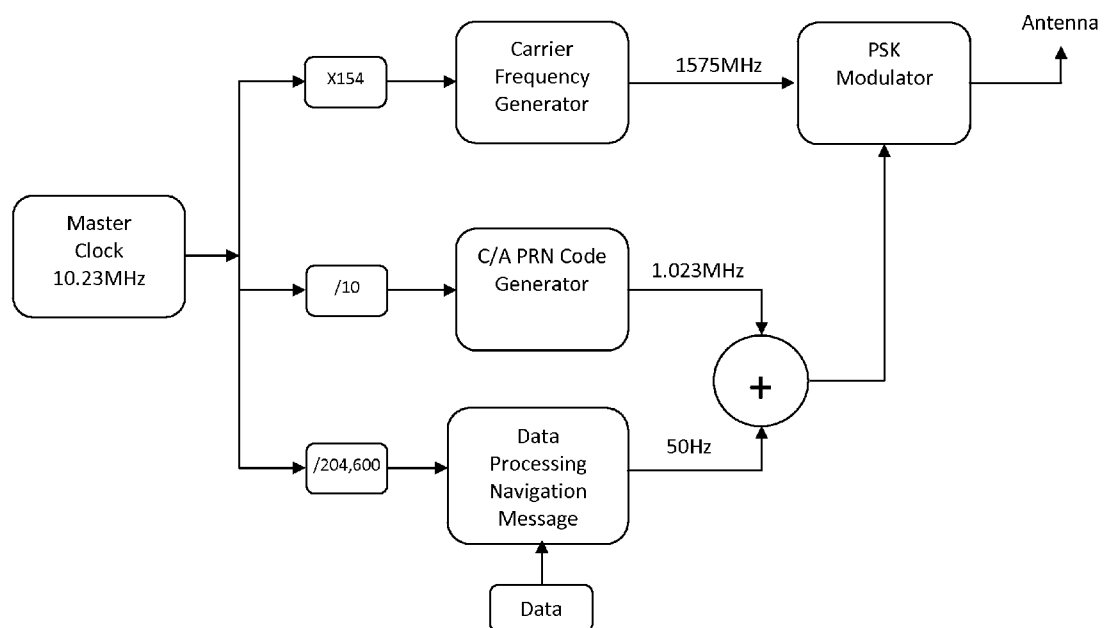 Antenna
X154
Carrier
Frequency
Generator
1575MHz
PSK
Modulator
Master
Clock
10.23MHz
/10
C/A PRN Code
Generator
1.023MHz
+
/204,600
Data
Processing
Navigation
Message
50Hz
Data